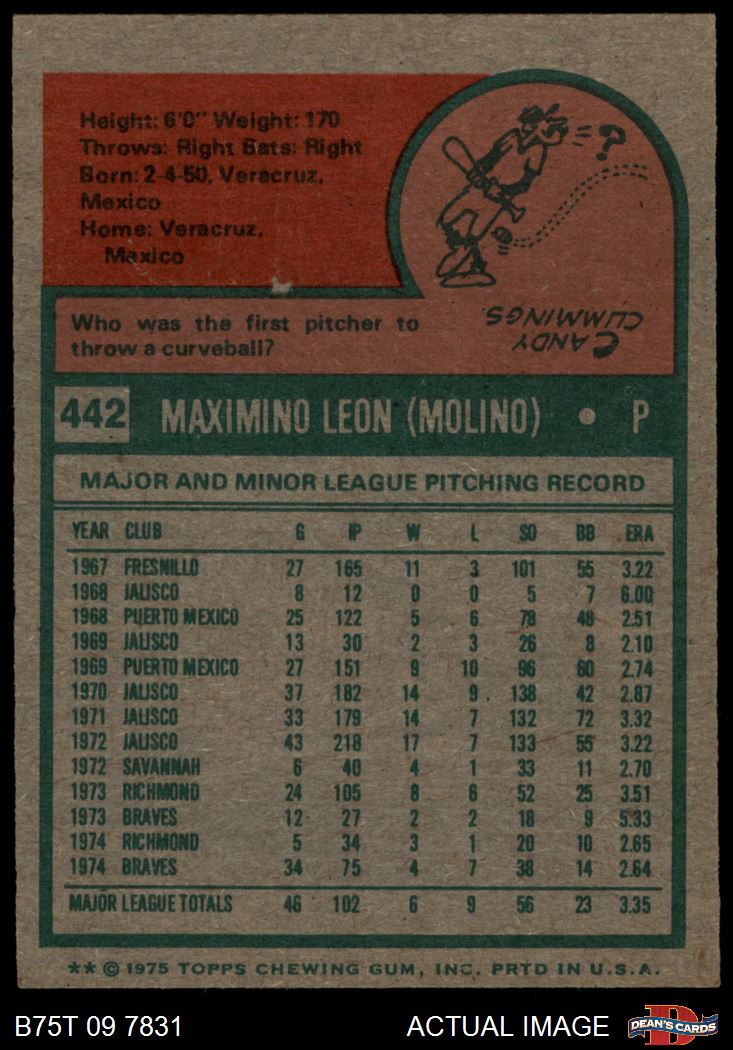 Height: 6'0" Weight: 170
Throws: Right Bats: Right
Born: 2-4-50, Veracruz,
Mexico
Home: Veracruz,
Mexico
?
Who was the first pitcher to
throw a curveball?
CANDY
CUMMINGS
442 MAXIMINO LEON (MOLINO) • P
MAJOR AND MINOR LEAGUE PITCHING RECORD
YEAR CLUB G IP W L SO BB ERA
1967 FRESNILLO 27 165 11 3 101 55 3.22
1968 JALISCO 8 12 0 0 5 7 6.00
1968 PUERTO MEXICO 25 122 5 6 78 48 2.51
1969 JALISCO 13 30 2 3 26 8 2.10
1969 PUERTO MEXICO 27 151 9 10 96 60 2.74
1970 JALISCO 37 182 14 9 138 42 2.87
1971 JALISCO 33 179 14 7 132 72 3.32
1972 JALISCO 43 218 17 7 133 55 3.22
1972 SAVANNAH 6 40 4 1 33 11 2.70
1973 RICHMOND 24 105 8 6 52 25 3.51
1973 BRAVES 12 27 2 2 18 9 5.33
1974 RICHMOND 5 34 3 1 20 10 2.65
1974 BRAVES 34 75 4 7 38 14 2.64
MAJOR LEAGUE TOTALS 46 102 6 9 56 23 3.35
** © 1975 TOPPS CHEWING GUM, INC. PRTD IN U.S.A.
B75T 09 7831 ACTUAL IMAGE D DEAN'S CARDS